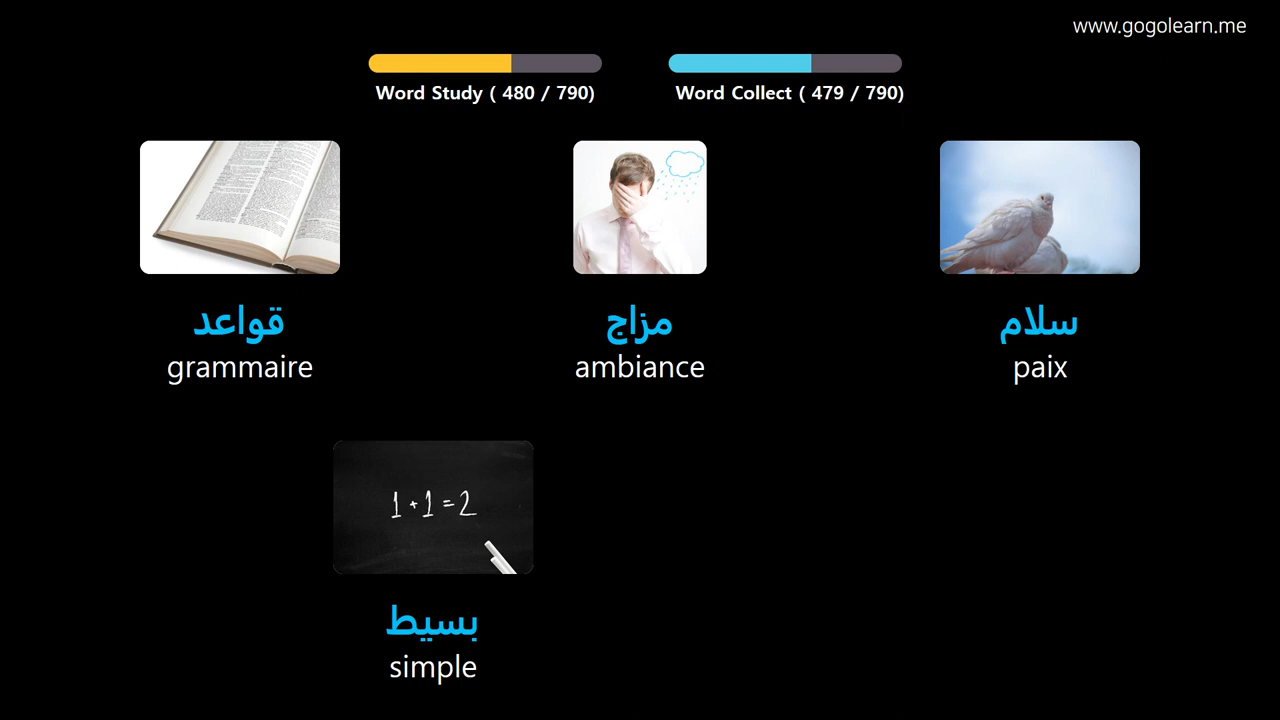 www.gogolearn.me
Word Study ( 480 / 790)
Word Collect ( 479 / 790)
قواعد
grammaire
مزاج
ambiance
سلام
paix
1+1=2
بسيط
simple